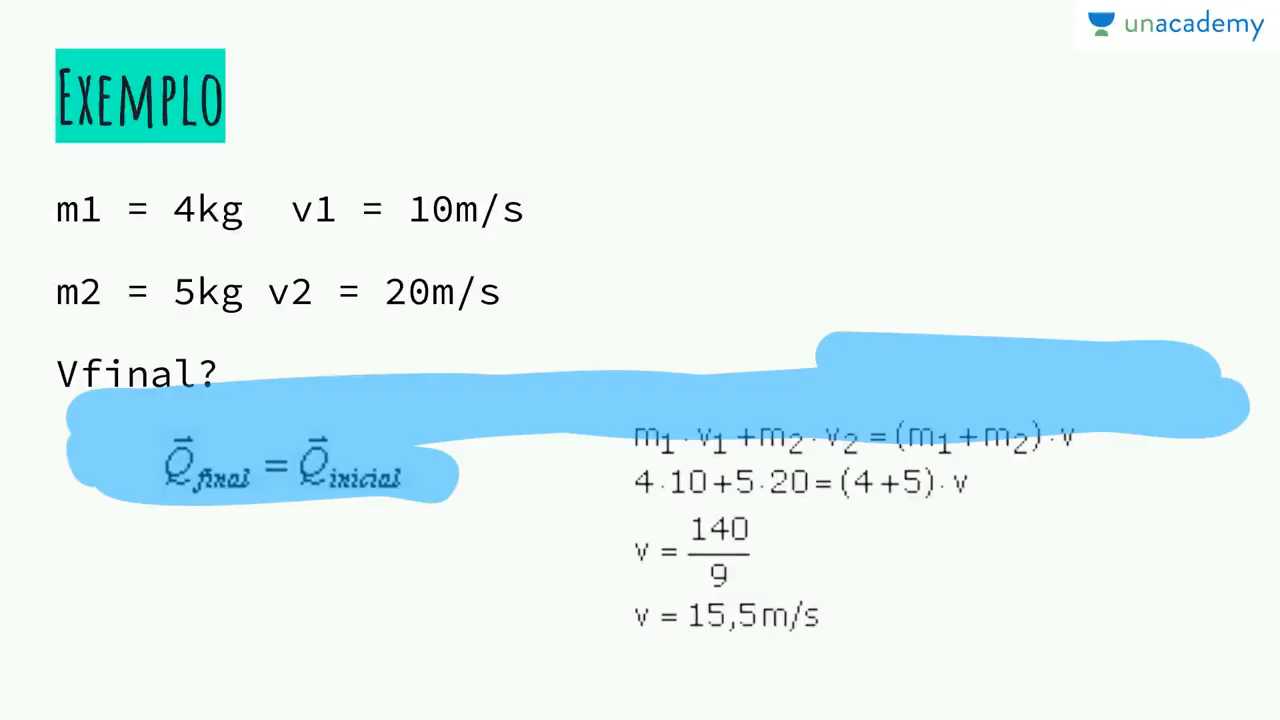 unacademy
EXEMPLO
m1 = 4kg v1 = 10m/s
m2 = 5kg v2 = 20m/s
Vfinal?
Q⃗final = Q⃗inicial
m₁·v₁+m₂·v₂=(m₁+m₂)·v
4·10+5·20=(4+5)·v
v = 140/9
v = 15,5m/s